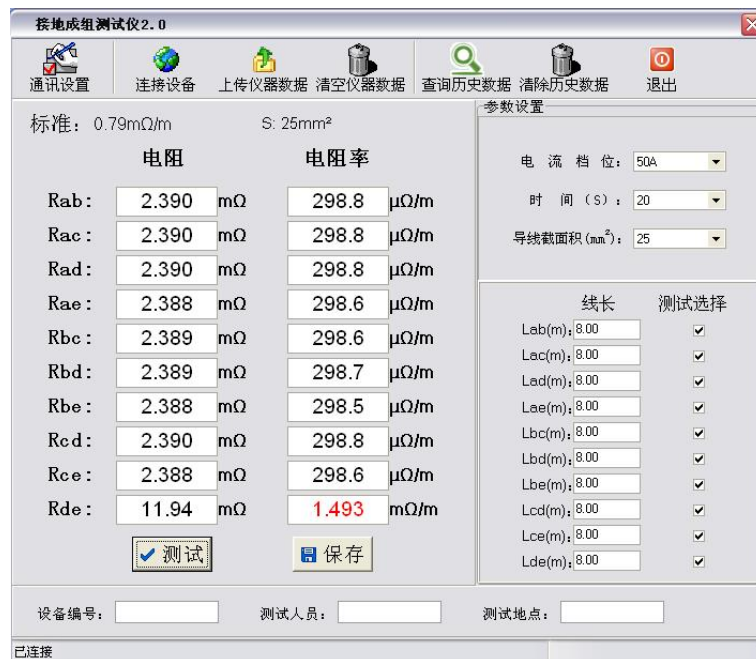 接地成组测试仪2.0
通讯设置 连接设备 上传仪器数据 清空仪器数据 查询历史数据 清除历史数据 退出
标准：0.79mΩ/m S: 25mm²
电阻 电阻率
Rab: 2.390 mΩ 298.8 μΩ/m
Rac: 2.390 mΩ 298.8 μΩ/m
Rad: 2.390 mΩ 298.8 μΩ/m
Rae: 2.388 mΩ 298.6 μΩ/m
Rbc: 2.389 mΩ 298.6 μΩ/m
Rbd: 2.389 mΩ 298.7 μΩ/m
Rbe: 2.388 mΩ 298.5 μΩ/m
Rcd: 2.390 mΩ 298.8 μΩ/m
Rce: 2.388 mΩ 298.6 μΩ/m
Rde: 11.94 mΩ 1.493 mΩ/m
测试 保存
参数设置
电 流 档 位: 50A
时 间 (S) : 20
导线截面积(mm²): 25
线长 测试选择
Lab(m): 8.00
Lac(m): 8.00
Lad(m): 8.00
Lae(m): 8.00
Lbc(m): 8.00
Lbd(m): 8.00
Lbe(m): 8.00
Lcd(m): 8.00
Lce(m): 8.00
Lde(m): 8.00
设备编号: 测试人员: 测试地点:
已连接